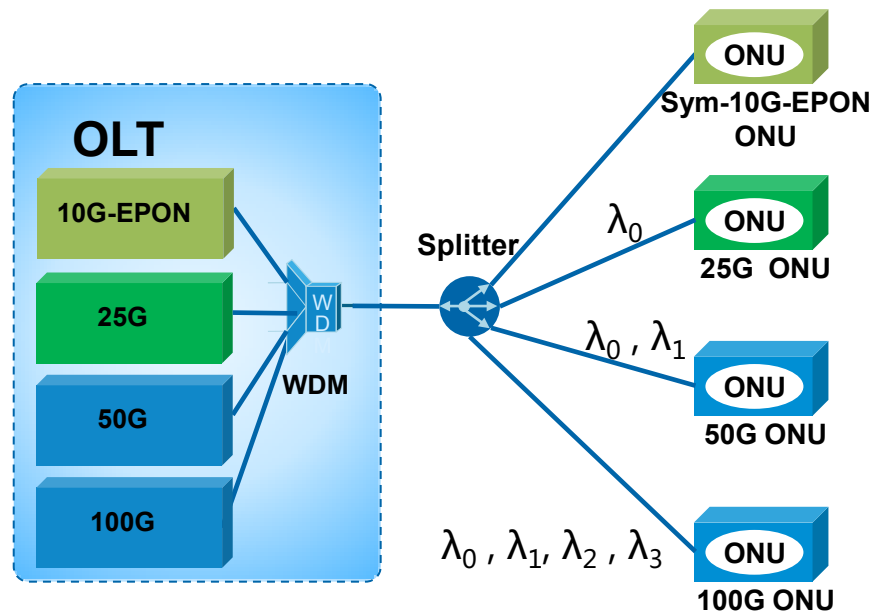 OLT
10G-EPON
25G
50G
100G
W
D
M
WDM
Splitter
ONU
Sym-10G-EPON
ONU
λ0
ONU
25G ONU
λ0 , λ1
ONU
50G ONU
λ0 , λ1, λ2 , λ3
ONU
100G ONU